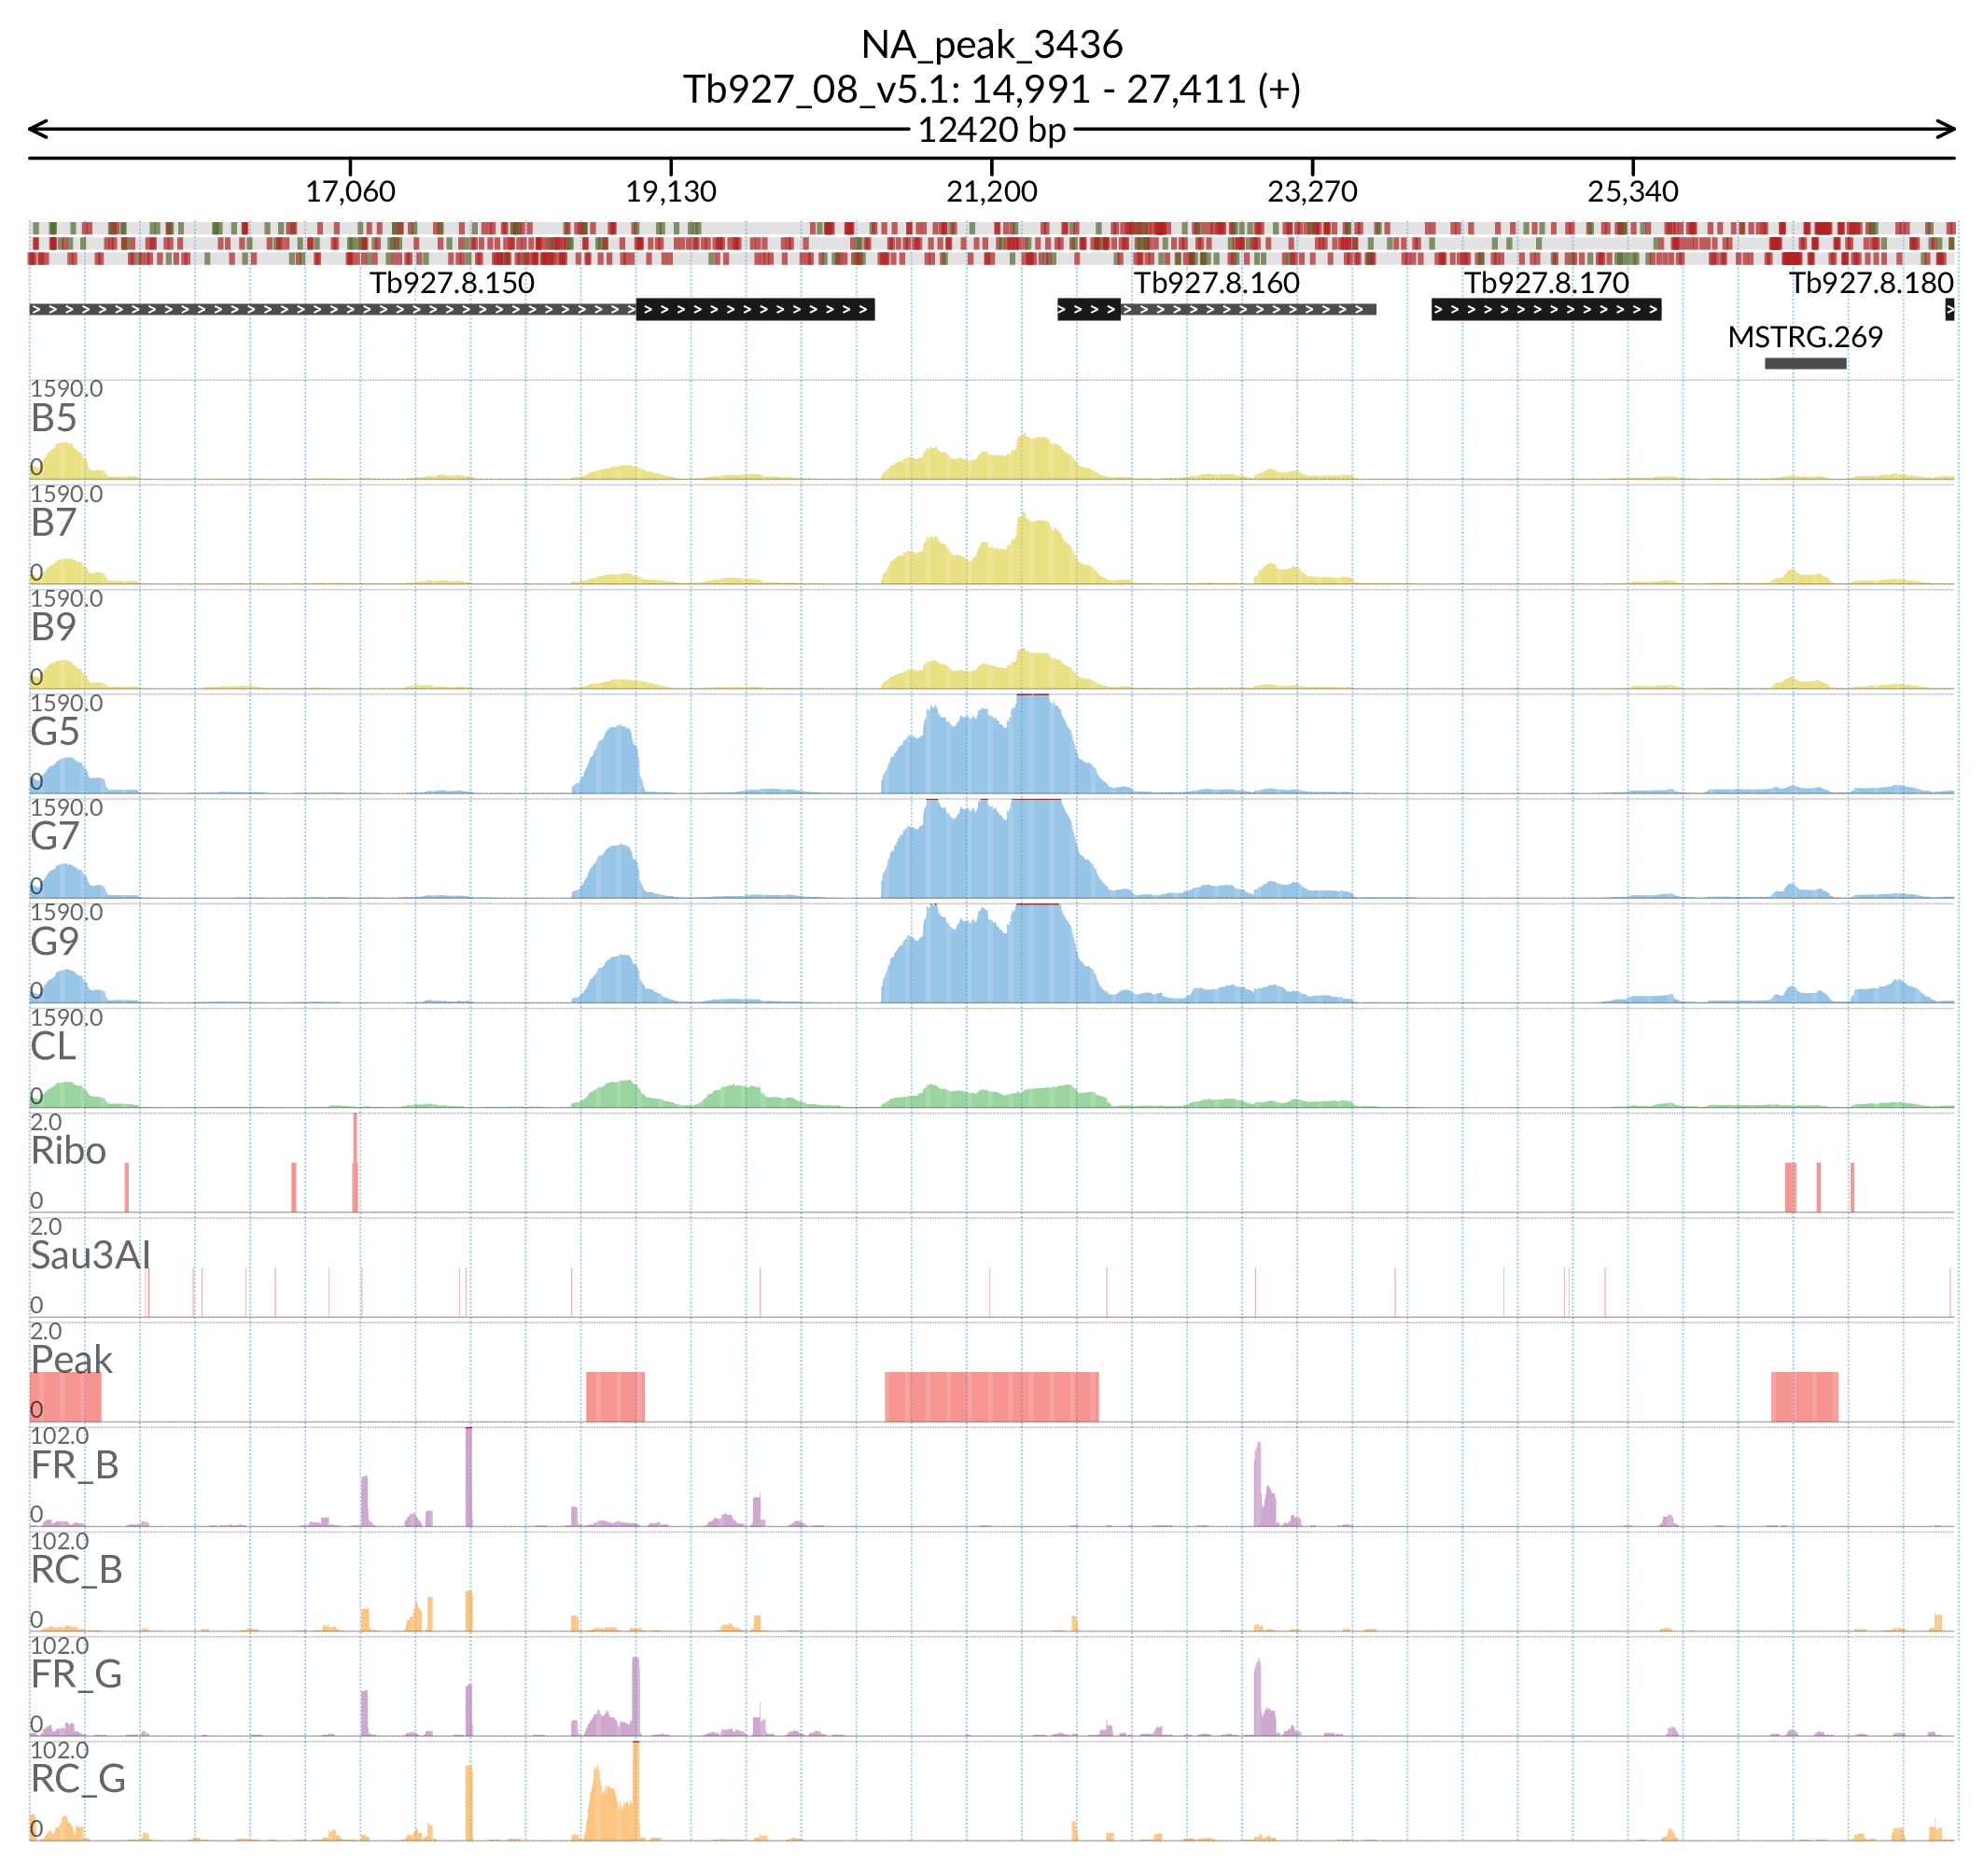 NA_peak_3436
Tb927_08_v5.1: 14,991 - 27,411 (+)
12420 bp
17,060 19,130 21,200 23,270 25,340
Tb927.8.150 Tb927.8.160 Tb927.8.170 Tb927.8.180
MSTRG.269
1590.0
B5
0
1590.0
B7
0
1590.0
B9
0
1590.0
G5
0
1590.0
G7
0
1590.0
G9
0
1590.0
CL
0
2.0
Ribo
0
2.0
Sau3AI
0
2.0
Peak
0
102.0
FR_B
0
102.0
RC_B
0
102.0
FR_G
0
102.0
RC_G
0